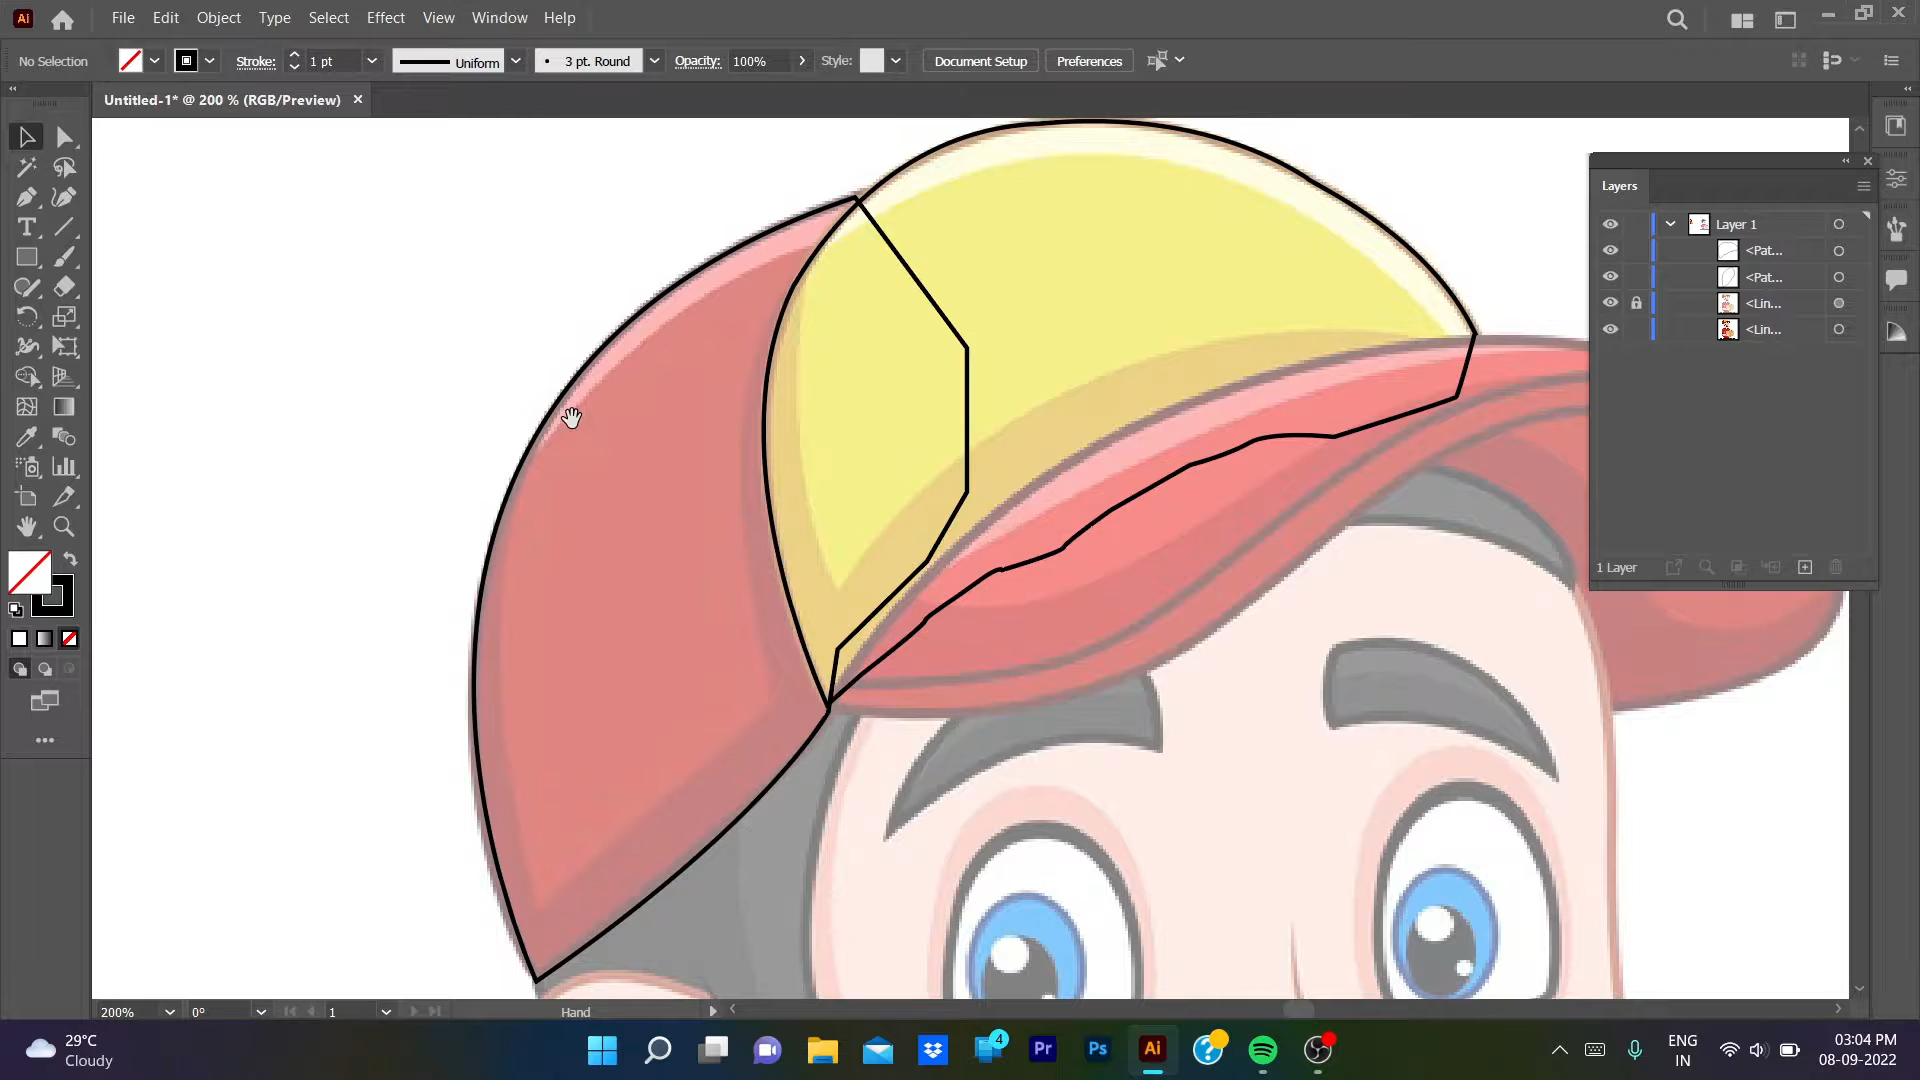 Ai File Edit Object Type Select Effect View Window Help
No Selection Stroke: 1 pt Uniform 3 pt. Round Opacity: 100% Style: Document Setup Preferences
Untitled-1* @ 200 % (RGB/Preview)
Layers
Layer 1
<Pat...
<Pat...
<Lin...
<Lin...
1 Layer
200% 0° 1 Hand
29°C
Cloudy
4
Pr
Ps
Ai
ENG
IN
03:04 PM
08-09-2022